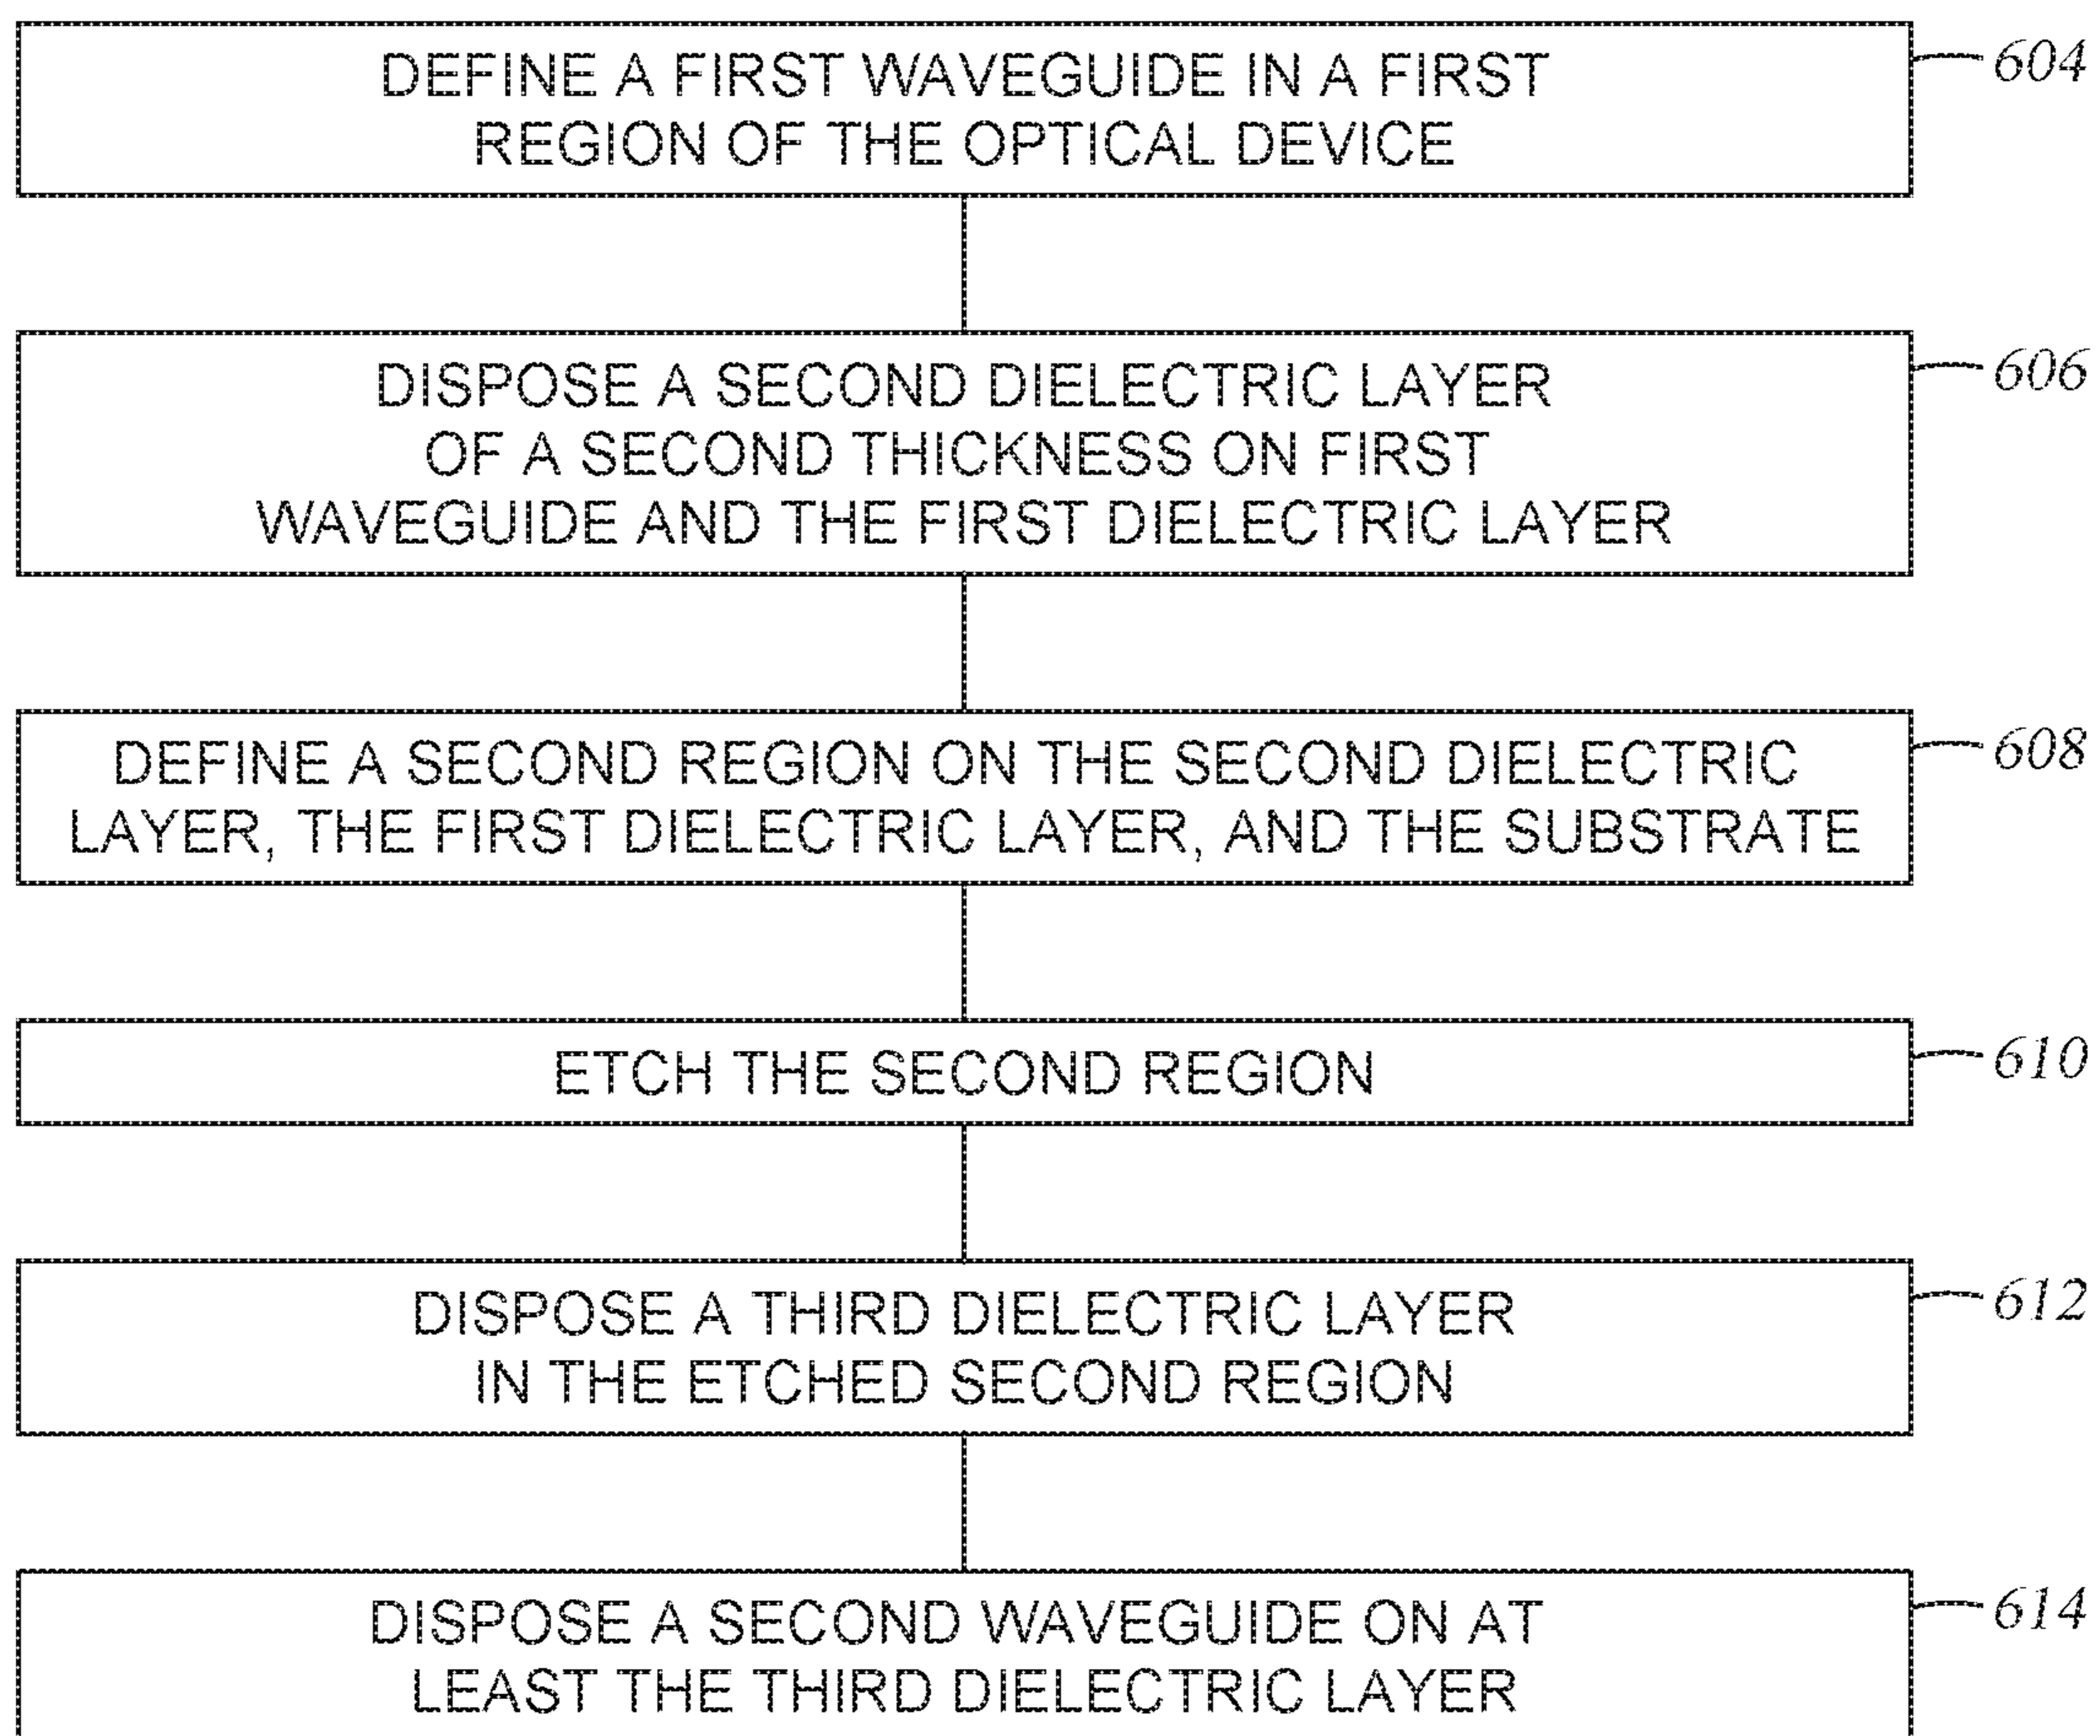 DEFINE A FIRST WAVEGUIDE IN A FIRST
REGION OF THE OPTICAL DEVICE
604
DISPOSE A SECOND DIELECTRIC LAYER
OF A SECOND THICKNESS ON FIRST
WAVEGUIDE AND THE FIRST DIELECTRIC LAYER
606
DEFINE A SECOND REGION ON THE SECOND DIELECTRIC
LAYER, THE FIRST DIELECTRIC LAYER, AND THE SUBSTRATE
608
ETCH THE SECOND REGION
610
DISPOSE A THIRD DIELECTRIC LAYER
IN THE ETCHED SECOND REGION
612
DISPOSE A SECOND WAVEGUIDE ON AT
LEAST THE THIRD DIELECTRIC LAYER
614